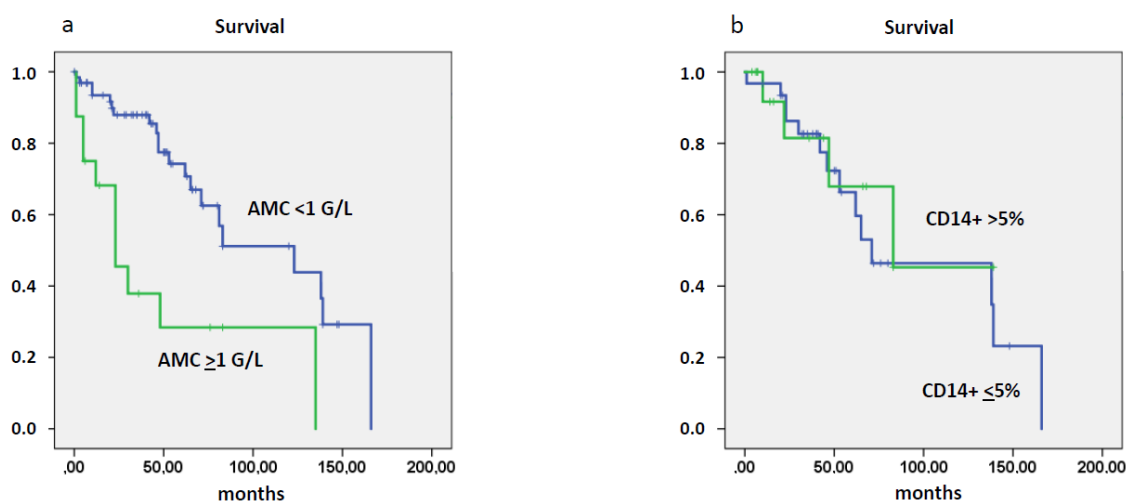 a
Survival
1.0
0.8
0.6
0.4
0.2
0.0
AMC <1 G/L
AMC ≥1 G/L
,00 50,00 100,00 150,00 200,00
months
b
Survival
1.0
0.8
0.6
0.4
0.2
0.0
CD14+ >5%
CD14+ ≤5%
,00 50,00 100,00 150,00 200,00
months